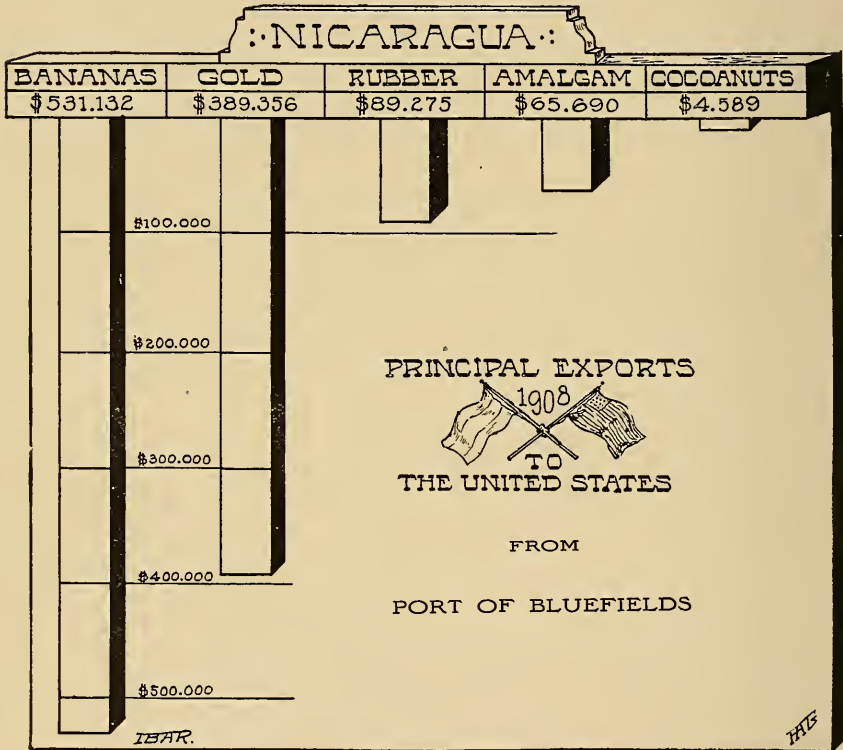 :·NICARAGUA·:
BANANAS GOLD RUBBER AMALGAM COCOANUTS
$531.132 $389.356 $89.275 $65.690 $4.589
$100.000
$200.000
$300.000
$400.000
$500.000
PRINCIPAL EXPORTS
1908
TO
THE UNITED STATES
FROM
PORT OF BLUEFIELDS
IBAR.